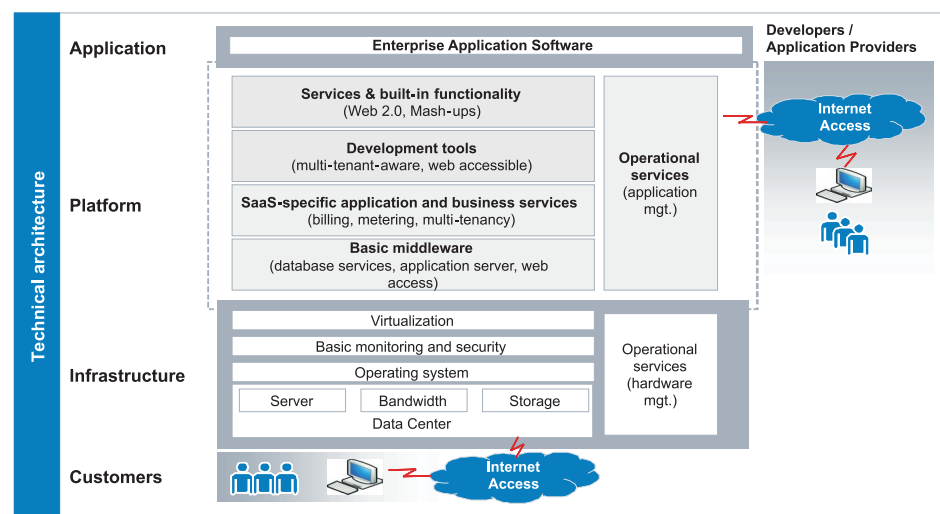 Technical architecture
Application
Enterprise Application Software
Developers /
Application Providers
Internet
Access
Platform
Services & built-in functionality
(Web 2.0, Mash-ups)
Development tools
(multi-tenant-aware, web accessible)
SaaS-specific application and business services
(billing, metering, multi-tenancy)
Basic middleware
(database services, application server, web
access)
Operational
services
(application
mgt.)
Infrastructure
Virtualization
Basic monitoring and security
Operating system
Server
Bandwidth
Storage
Data Center
Operational
services
(hardware
mgt.)
Customers
Internet
Access